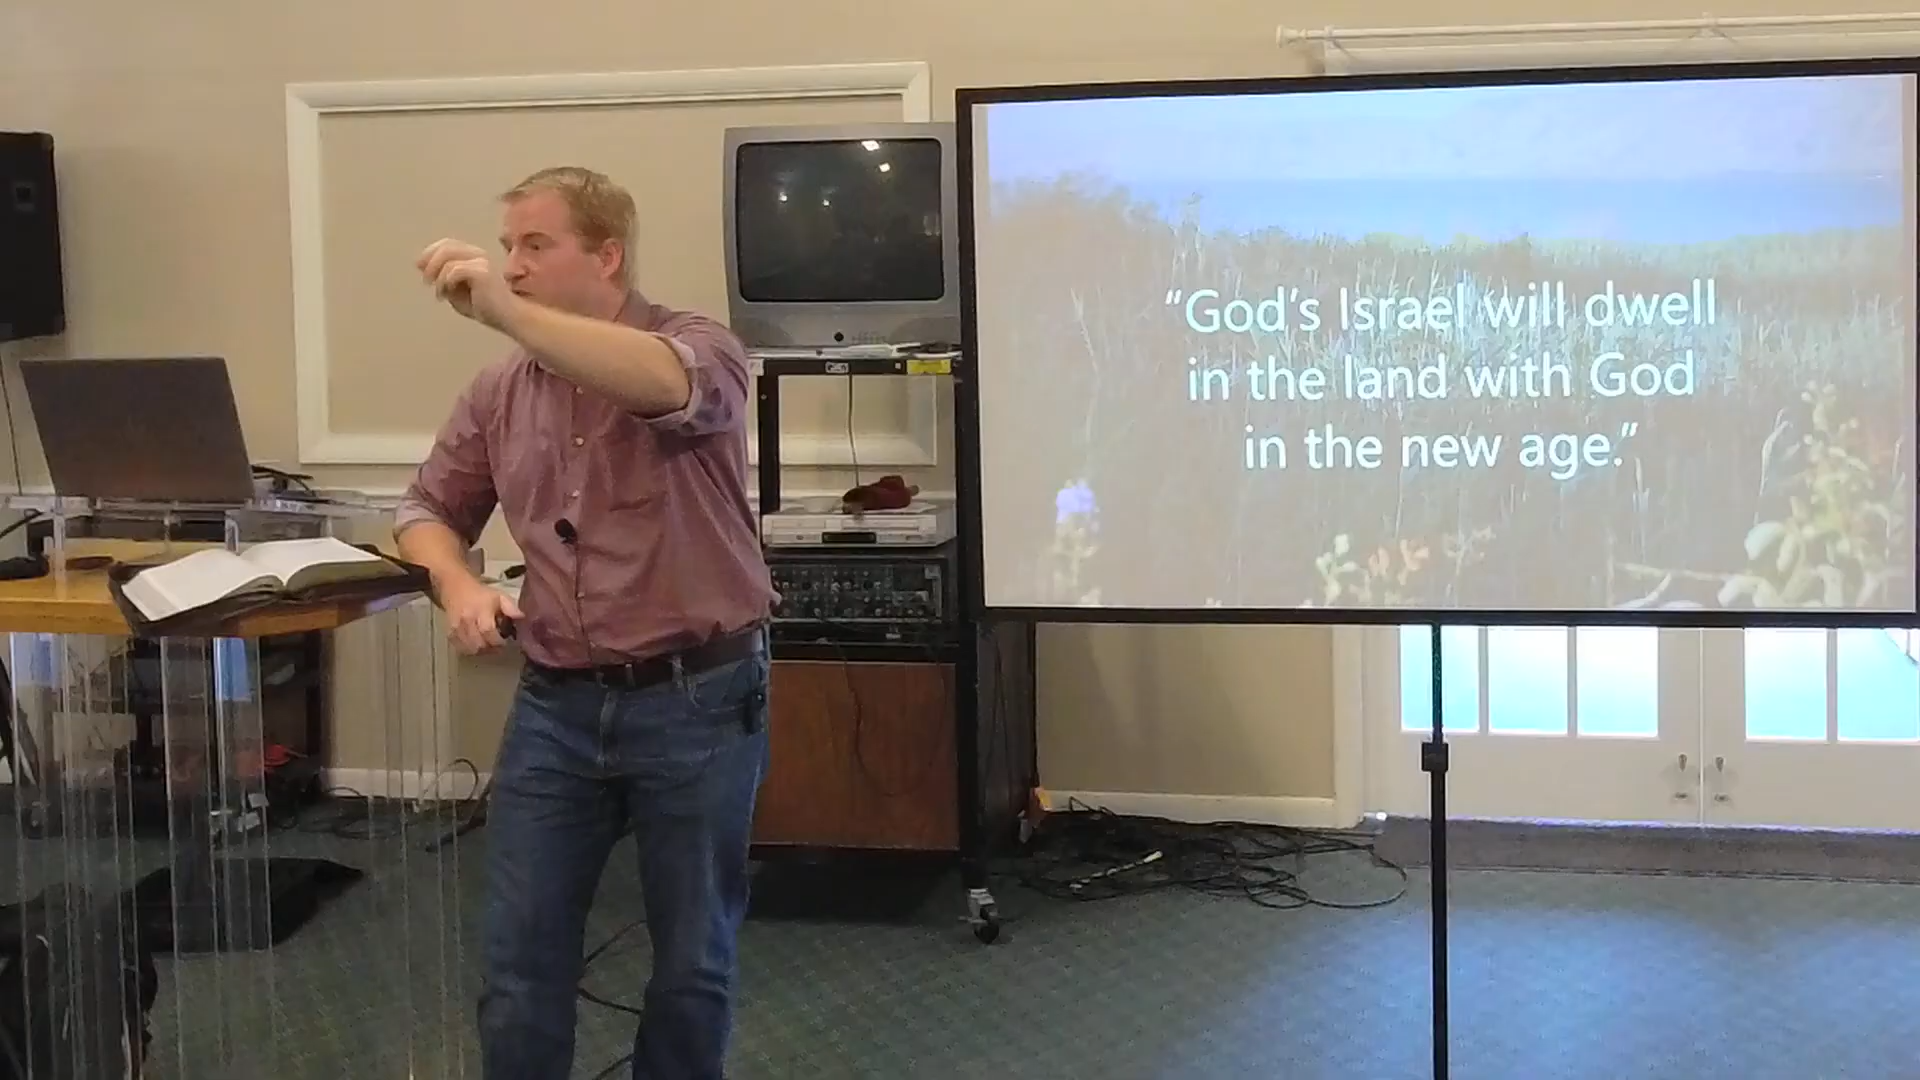 “God's Israel will dwell
in the land with God
in the new age.”